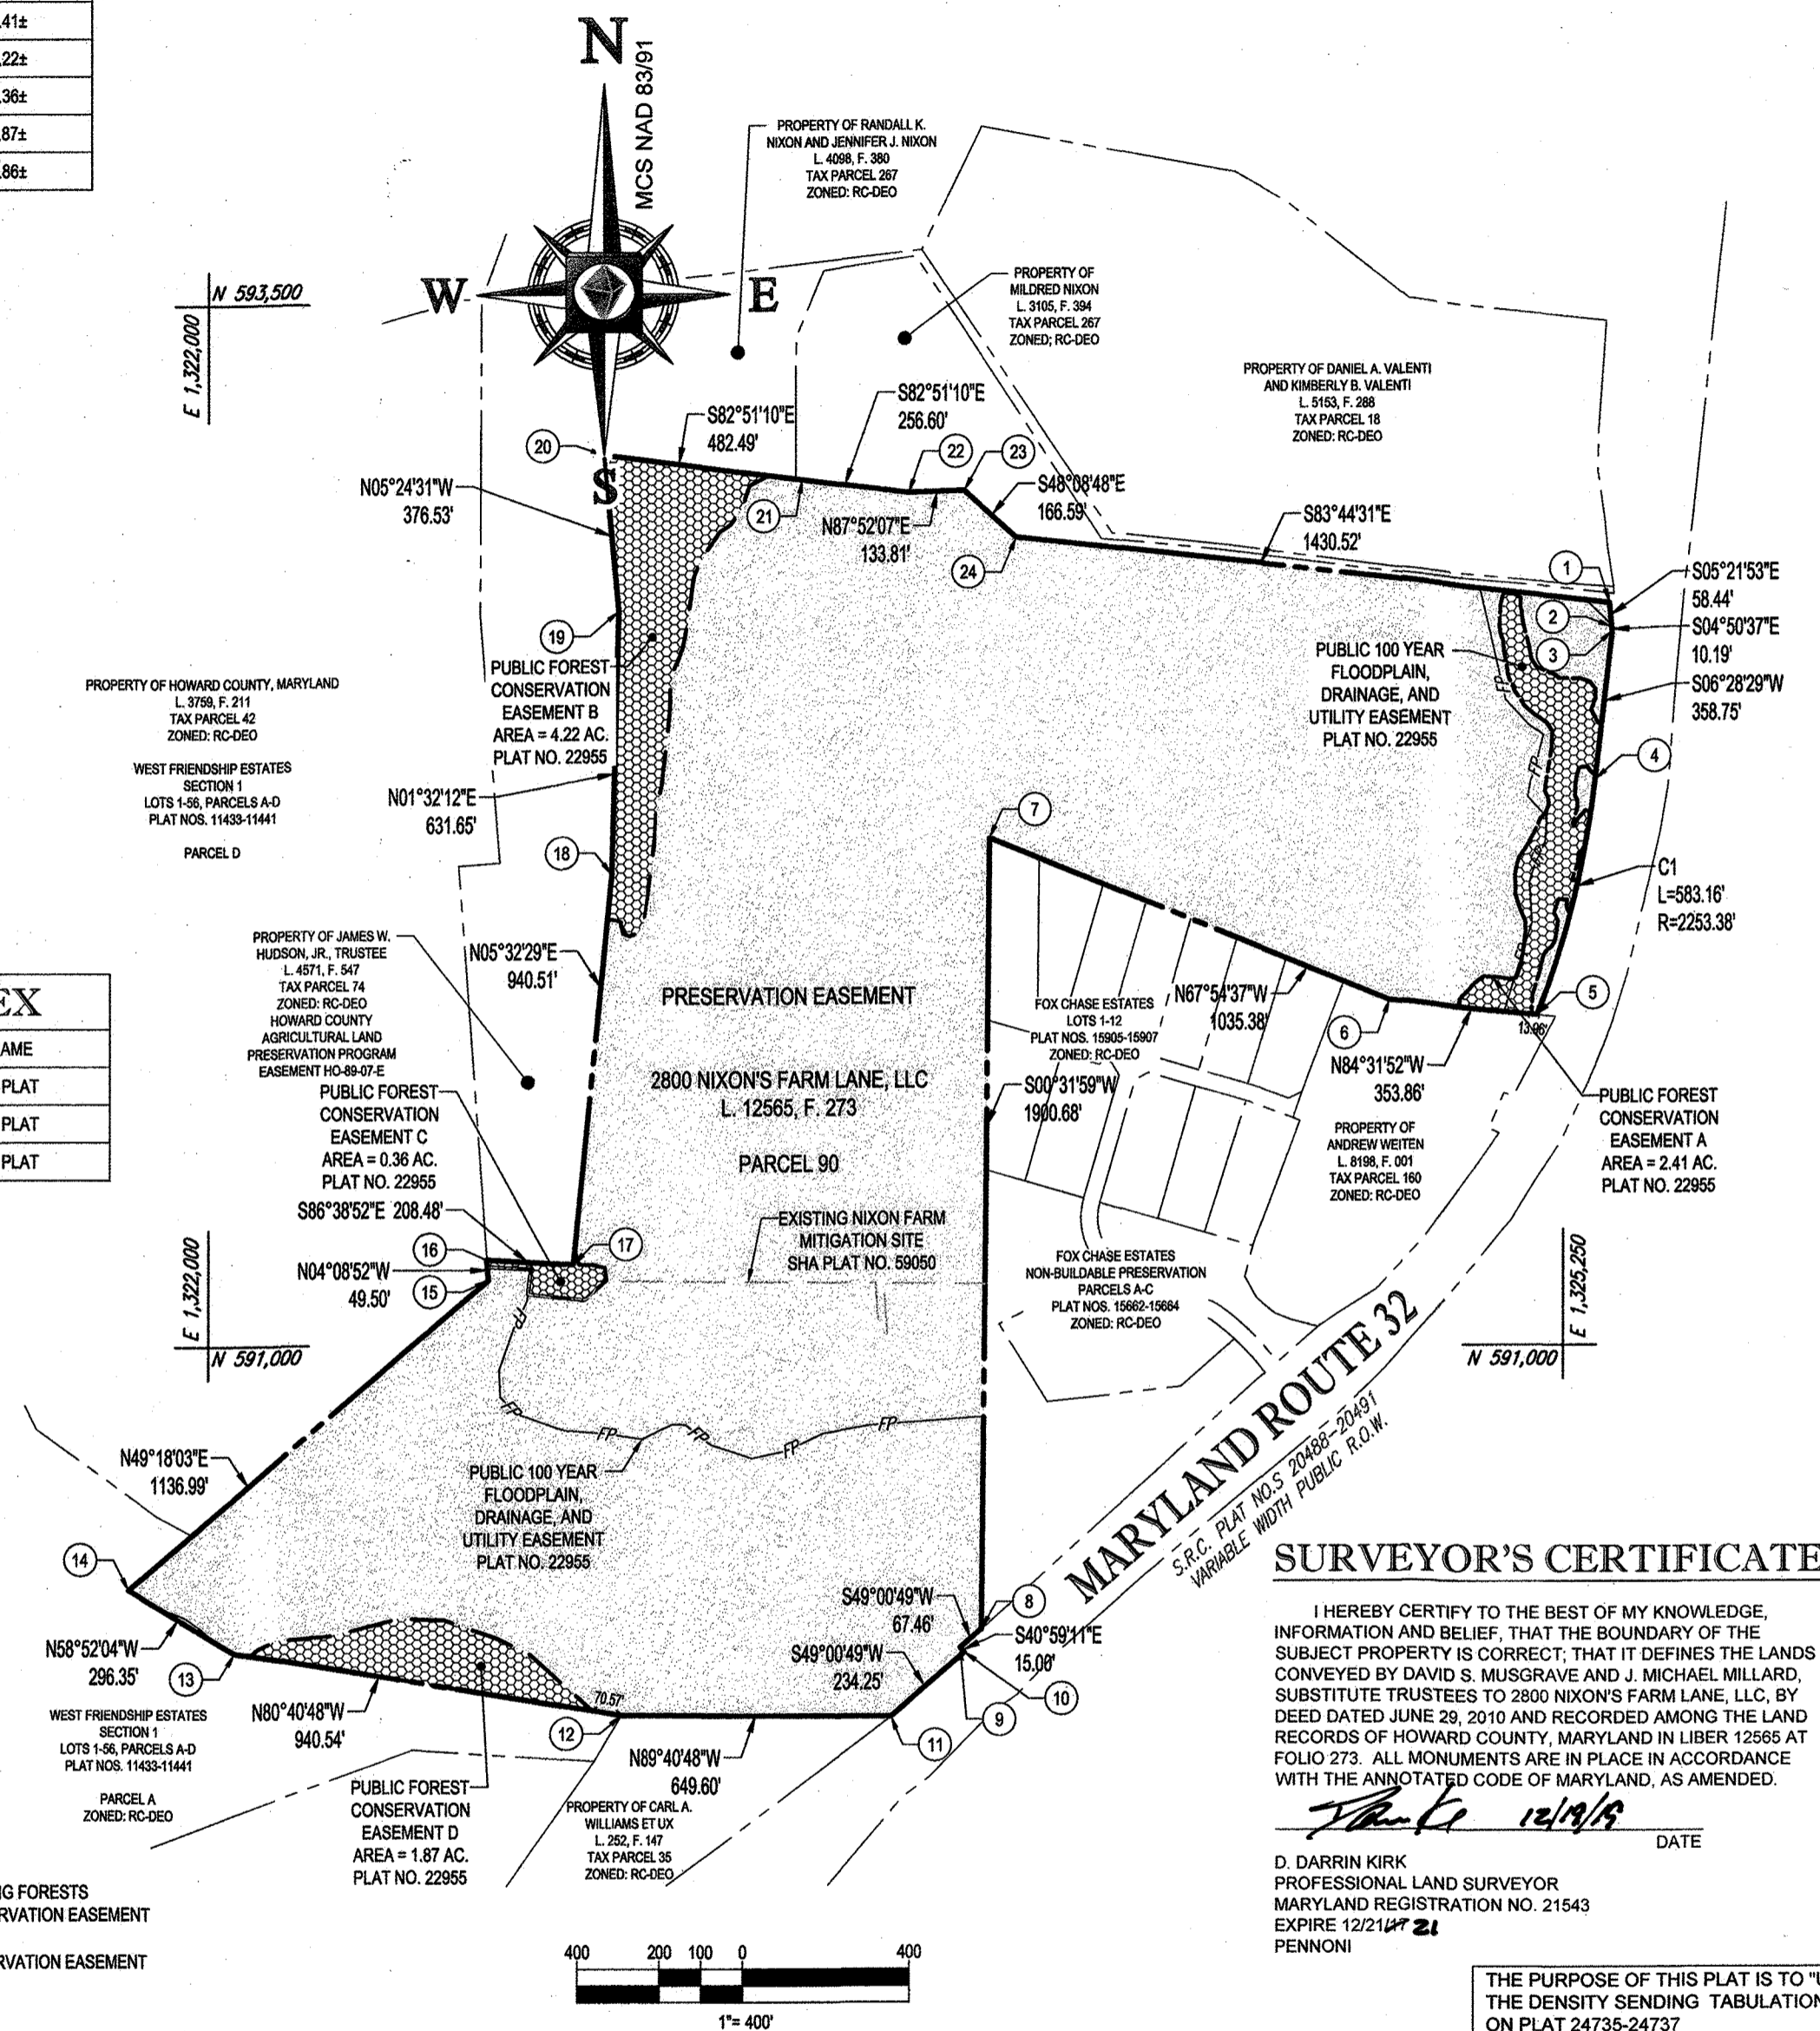 .41±
.22±
.36±
.87±
.86±
N
MCS NAD 83/91
W
E
S
N 593,500
E 1,322,000
PROPERTY OF RANDALL K.
NIXON AND JENNIFER J. NIXON
L. 4098, F. 380
TAX PARCEL 267
ZONED: RC-DEO
PROPERTY OF
MILDRED NIXON
L. 3105, F. 394
TAX PARCEL 267
ZONED; RC-DEO
PROPERTY OF DANIEL A. VALENTI
AND KIMBERLY B. VALENTI
L. 5153, F. 288
TAX PARCEL 18
ZONED: RC-DEO
20
S82°51'10"E
482.49'
S82°51'10"E
256.60'
22
23
N05°24'31"W
376.53'
21
N87°52'07"E
133.81'
S48°08'48"E
166.59'
24
S83°44'31"E
1430.52'
1
S05°21'53"E
58.44'
2
S04°50'37"E
10.19'
3
S06°28'29"W
358.75'
4
19
PUBLIC FOREST
CONSERVATION
EASEMENT B
AREA = 4.22 AC.
PLAT NO. 22955
PUBLIC 100 YEAR
FLOODPLAIN,
DRAINAGE, AND
UTILITY EASEMENT
PLAT NO. 22955
FP
FP
FP
FP
PROPERTY OF HOWARD COUNTY, MARYLAND
L. 3759, F. 211
TAX PARCEL 42
ZONED: RC-DEO
WEST FRIENDSHIP ESTATES
SECTION 1
LOTS 1-56, PARCELS A-D
PLAT NOS. 11433-11441
PARCEL D
N01°32'12"E
631.65'
18
7
C1
L=583.16'
R=2253.38'
PROPERTY OF JAMES W.
HUDSON, JR., TRUSTEE
L. 4571, F. 547
TAX PARCEL 74
ZONED: RC-DEO
HOWARD COUNTY
AGRICULTURAL LAND
PRESERVATION PROGRAM
EASEMENT HO-89-07-E
N05°32'29"E
940.51'
PRESERVATION EASEMENT
2800 NIXON'S FARM LANE, LLC
L. 12565, F. 273
PARCEL 90
FOX CHASE ESTATES
LOTS 1-12
PLAT NOS. 15905-15907
ZONED: RC-DEO
N67°54'37"W
1035.38'
6
5
13.96'
N84°31'52"W
353.86'
S00°31'59"W
1900.68'
PROPERTY OF
ANDREW WEITEN
L. 8198, F. 001
TAX PARCEL 160
ZONED: RC-DEO
PUBLIC FOREST
CONSERVATION
EASEMENT A
AREA = 2.41 AC.
PLAT NO. 22955
EX
AME
PLAT
PLAT
PLAT
PUBLIC FOREST
CONSERVATION
EASEMENT C
AREA = 0.36 AC.
PLAT NO. 22955
S86°38'52"E 208.48'
16
17
N04°08'52"W
49.50'
15
EXISTING NIXON FARM
MITIGATION SITE
SHA PLAT NO. 59050
FOX CHASE ESTATES
NON-BUILDABLE PRESERVATION
PARCELS A-C
PLAT NOS. 15662-15664
ZONED: RC-DEO
E 1,322,000
N 591,000
E 1,325,250
N 591,000
MARYLAND ROUTE 32
S.R.C. PLAT NO.S 20488-20491
VARIABLE WIDTH PUBLIC R.O.W.
FP
FP
FP
FP
FP
FP
N49°18'03"E
1136.99'
PUBLIC 100 YEAR
FLOODPLAIN,
DRAINAGE, AND
UTILITY EASEMENT
PLAT NO. 22955
14
N58°52'04"W
296.35'
13
WEST FRIENDSHIP ESTATES
SECTION 1
LOTS 1-56, PARCELS A-D
PLAT NOS. 11433-11441
PARCEL A
ZONED: RC-DEO
N80°40'48"W
940.54'
70.57'
12
PUBLIC FOREST
CONSERVATION
EASEMENT D
AREA = 1.87 AC.
PLAT NO. 22955
N89°40'48"W
649.60'
PROPERTY OF CARL A.
WILLIAMS ET UX
L. 252, F. 147
TAX PARCEL 35
ZONED: RC-DEO
S49°00'49"W
67.46'
8
S40°59'11"E
15.00'
S49°00'49"W
234.25'
10
9
11
SURVEYOR'S CERTIFICATE
I HEREBY CERTIFY TO THE BEST OF MY KNOWLEDGE,
INFORMATION AND BELIEF, THAT THE BOUNDARY OF THE
SUBJECT PROPERTY IS CORRECT; THAT IT DEFINES THE LANDS
CONVEYED BY DAVID S. MUSGRAVE AND J. MICHAEL MILLARD,
SUBSTITUTE TRUSTEES TO 2800 NIXON'S FARM LANE, LLC, BY
DEED DATED JUNE 29, 2010 AND RECORDED AMONG THE LAND
RECORDS OF HOWARD COUNTY, MARYLAND IN LIBER 12565 AT
FOLIO 273. ALL MONUMENTS ARE IN PLACE IN ACCORDANCE
WITH THE ANNOTATED CODE OF MARYLAND, AS AMENDED.
12/19/19
DATE
D. DARRIN KIRK
PROFESSIONAL LAND SURVEYOR
MARYLAND REGISTRATION NO. 21543
EXPIRE 12/21/17 21
PENNONI
G FORESTS
RVATION EASEMENT
RVATION EASEMENT
400 200 100 0 400
1"= 400'
THE PURPOSE OF THIS PLAT IS TO
THE DENSITY SENDING TABULATION
ON PLAT 24735-24737